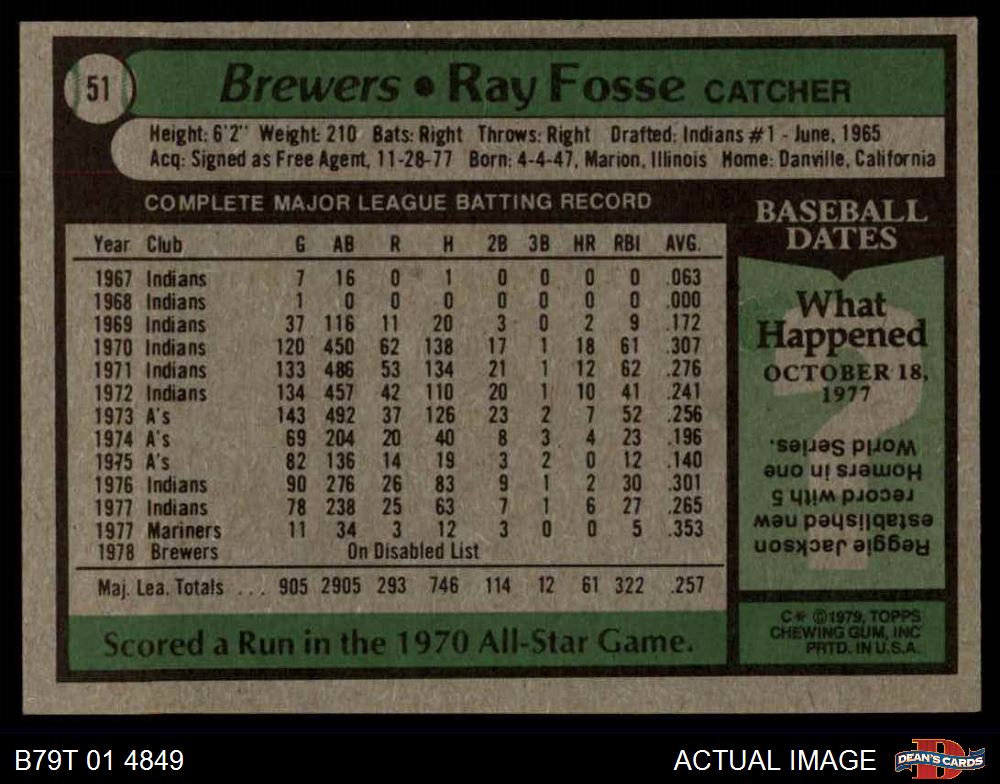 51
Brewers • Ray Fosse CATCHER
Height: 6'2" Weight: 210 Bats: Right Throws: Right Drafted: Indians #1 - June, 1965
Acq: Signed as Free Agent, 11-28-77 Born: 4-4-47, Marion, Illinois Home: Danville, California
COMPLETE MAJOR LEAGUE BATTING RECORD
Year Club G AB R H 2B 3B HR RBI AVG.
1967 Indians 7 16 0 1 0 0 0 0 .063
1968 Indians 1 0 0 0 0 0 0 0 .000
1969 Indians 37 116 11 20 3 0 2 9 .172
1970 Indians 120 450 62 138 17 1 18 61 .307
1971 Indians 133 486 53 134 21 1 12 62 .276
1972 Indians 134 457 42 110 20 1 10 41 .241
1973 A's 143 492 37 126 23 2 7 52 .256
1974 A's 69 204 20 40 8 3 4 23 .196
1975 A's 82 136 14 19 3 2 0 12 .140
1976 Indians 90 276 26 83 9 1 2 30 .301
1977 Indians 78 238 25 63 7 1 6 27 .265
1977 Mariners 11 34 3 12 3 0 0 5 .353
1978 Brewers On Disabled List
Maj. Lea. Totals ... 905 2905 293 746 114 12 61 322 .257
Scored a Run in the 1970 All-Star Game.
BASEBALL
DATES
What
Happened
OCTOBER 18,
1977
Reggie Jackson
established new
record with 5
Homers in one
World Series.
C* ©1979, TOPPS
CHEWING GUM, INC
PRTD. IN U.S.A.
B79T 01 4849
ACTUAL IMAGE
DEAN'S CARDS